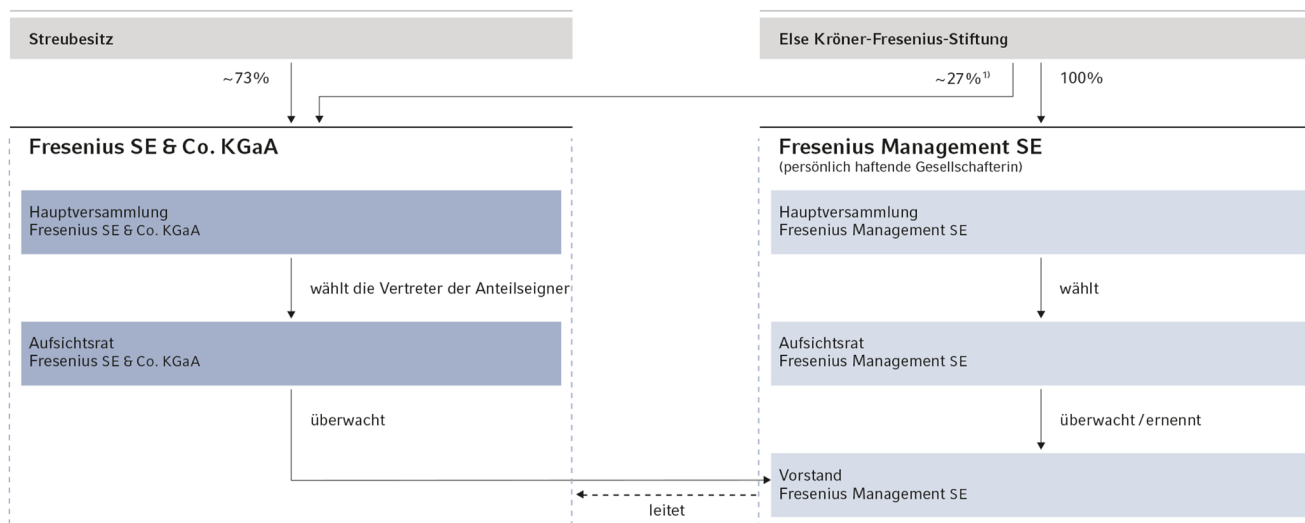 Streubesitz
Else Kröner-Fresenius-Stiftung
~73%
~27%¹⁾
100%
Fresenius SE & Co. KGaA
Fresenius Management SE
(persönlich haftende Gesellschafterin)
Hauptversammlung
Fresenius SE & Co. KGaA
Hauptversammlung
Fresenius Management SE
wählt die Vertreter der Anteilseigner
wählt
Aufsichtsrat
Fresenius SE & Co. KGaA
Aufsichtsrat
Fresenius Management SE
überwacht
überwacht / ernennt
Vorstand
Fresenius Management SE
leitet